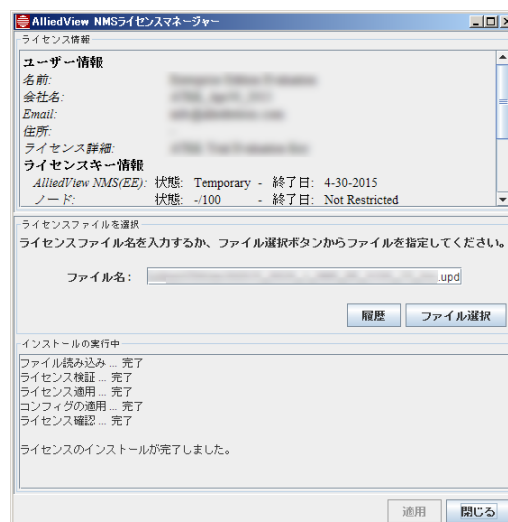 AlliedView NMSライセンスマネージャー
ライセンス情報
ユーザー情報
名前:
会社名:
Email:
住所:
ライセンス詳細:
ライセンスキー情報
AlliedView NMS(EE): 状態: Temporary - 終了日: 4-30-2015
ノード: 状態: -/100 - 終了日: Not Restricted
ライセンスファイルを選択
ライセンスファイル名を入力するか、ファイル選択ボタンからファイルを指定してください。
ファイル名: .upd
履歴 ファイル選択
インストールの実行中
ファイル読み込み ... 完了
ライセンス検証 ... 完了
ライセンス適用 ... 完了
コンフィグの適用 ... 完了
ライセンス確認 ... 完了
ライセンスのインストールが完了しました。
適用 閉じる